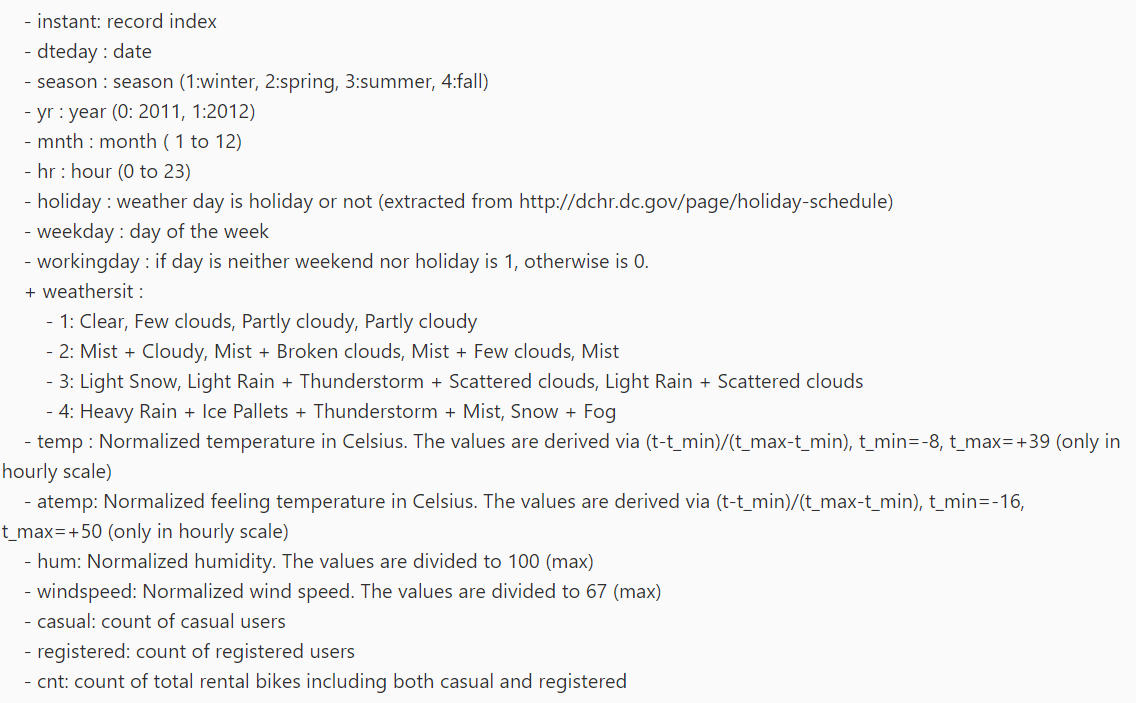 - instant: record index
- dteday : date
- season : season (1:winter, 2:spring, 3:summer, 4:fall)
- yr : year (0: 2011, 1:2012)
- mnth : month ( 1 to 12)
- hr : hour (0 to 23)
- holiday : weather day is holiday or not (extracted from http://dchr.dc.gov/page/holiday-schedule)
- weekday : day of the week
- workingday : if day is neither weekend nor holiday is 1, otherwise is 0.
+ weathersit :
- 1: Clear, Few clouds, Partly cloudy, Partly cloudy
- 2: Mist + Cloudy, Mist + Broken clouds, Mist + Few clouds, Mist
- 3: Light Snow, Light Rain + Thunderstorm + Scattered clouds, Light Rain + Scattered clouds
- 4: Heavy Rain + Ice Pallets + Thunderstorm + Mist, Snow + Fog
- temp : Normalized temperature in Celsius. The values are derived via (t-t_min)/(t_max-t_min), t_min=-8, t_max=+39 (only in
hourly scale)
- atemp: Normalized feeling temperature in Celsius. The values are derived via (t-t_min)/(t_max-t_min), t_min=-16,
t_max=+50 (only in hourly scale)
- hum: Normalized humidity. The values are divided to 100 (max)
- windspeed: Normalized wind speed. The values are divided to 67 (max)
- casual: count of casual users
- registered: count of registered users
- cnt: count of total rental bikes including both casual and registered